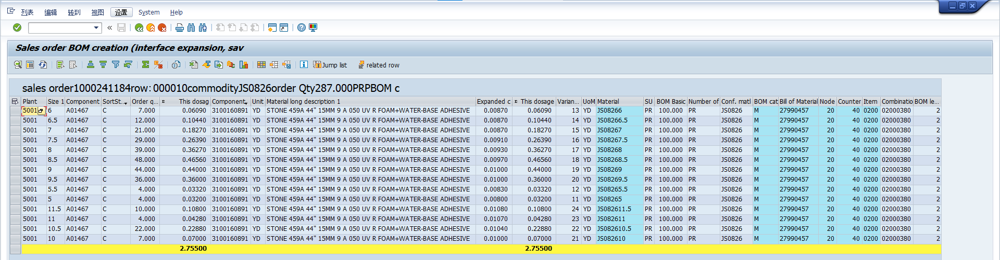 列表 编辑 转到 视图 设置 System Help
Sales order BOM creation (interface expansion, sav
Jump list related row
sales order1000241184row:000010commodityJS0826order Qty287.000PRPBOM c
Plant Size 1 Component SortSt... Order q... Σ This dosag Component Unit Material long description 1 Expanded c Σ This dosage Varian... UoM Material SU BOM Basic Number of Conf. matl BOM cat Bill of Material Node Counter Item Combinatio BOM le...
5001 6 A01467 C 7.000 0.06090 3100160891 YD STONE 459A 44" 15MM 9 A 050 UV R FOAM+WATER-BASE ADHESIVE 0.00870 0.06090 13 YD JS08266 PR 100.000 PR JS0826 M 27990457 20 40 0200 02000380 2
5001 6.5 A01467 C 12.000 0.10440 3100160891 YD STONE 459A 44" 15MM 9 A 050 UV R FOAM+WATER-BASE ADHESIVE 0.00870 0.10440 14 YD JS08266.5 PR 100.000 PR JS0826 M 27990457 20 40 0200 02000380 2
5001 7 A01467 C 21.000 0.18270 3100160891 YD STONE 459A 44" 15MM 9 A 050 UV R FOAM+WATER-BASE ADHESIVE 0.00870 0.18270 15 YD JS08267 PR 100.000 PR JS0826 M 27990457 20 40 0200 02000380 2
5001 7.5 A01467 C 29.000 0.26390 3100160891 YD STONE 459A 44" 15MM 9 A 050 UV R FOAM+WATER-BASE ADHESIVE 0.00910 0.26390 16 YD JS08267.5 PR 100.000 PR JS0826 M 27990457 20 40 0200 02000380 2
5001 8 A01467 C 39.000 0.36270 3100160891 YD STONE 459A 44" 15MM 9 A 050 UV R FOAM+WATER-BASE ADHESIVE 0.00930 0.36270 17 YD JS08268 PR 100.000 PR JS0826 M 27990457 20 40 0200 02000380 2
5001 8.5 A01467 C 48.000 0.46560 3100160891 YD STONE 459A 44" 15MM 9 A 050 UV R FOAM+WATER-BASE ADHESIVE 0.00970 0.46560 18 YD JS08268.5 PR 100.000 PR JS0826 M 27990457 20 40 0200 02000380 2
5001 9 A01467 C 44.000 0.44000 3100160891 YD STONE 459A 44" 15MM 9 A 050 UV R FOAM+WATER-BASE ADHESIVE 0.01000 0.44000 19 YD JS08269 PR 100.000 PR JS0826 M 27990457 20 40 0200 02000380 2
5001 9.5 A01467 C 36.000 0.36000 3100160891 YD STONE 459A 44" 15MM 9 A 050 UV R FOAM+WATER-BASE ADHESIVE 0.01000 0.36000 20 YD JS08269.5 PR 100.000 PR JS0826 M 27990457 20 40 0200 02000380 2
5001 5.5 A01467 C 4.000 0.03320 3100160891 YD STONE 459A 44" 15MM 9 A 050 UV R FOAM+WATER-BASE ADHESIVE 0.00830 0.03320 12 YD JS08265.5 PR 100.000 PR JS0826 M 27990457 20 40 0200 02000380 2
5001 5 A01467 C 4.000 0.03200 3100160891 YD STONE 459A 44" 15MM 9 A 050 UV R FOAM+WATER-BASE ADHESIVE 0.00800 0.03200 11 YD JS08265 PR 100.000 PR JS0826 M 27990457 20 40 0200 02000380 2
5001 11.5 A01467 C 10.000 0.10800 3100160891 YD STONE 459A 44" 15MM 9 A 050 UV R FOAM+WATER-BASE ADHESIVE 0.01080 0.10800 24 YD JS082611.5 PR 100.000 PR JS0826 M 27990457 20 40 0200 02000380 2
5001 11 A01467 C 4.000 0.04280 3100160891 YD STONE 459A 44" 15MM 9 A 050 UV R FOAM+WATER-BASE ADHESIVE 0.01070 0.04280 23 YD JS082611 PR 100.000 PR JS0826 M 27990457 20 40 0200 02000380 2
5001 10.5 A01467 C 22.000 0.22880 3100160891 YD STONE 459A 44" 15MM 9 A 050 UV R FOAM+WATER-BASE ADHESIVE 0.01040 0.22880 22 YD JS082610.5 PR 100.000 PR JS0826 M 27990457 20 40 0200 02000380 2
5001 10 A01467 C 7.000 0.07000 3100160891 YD STONE 459A 44" 15MM 9 A 050 UV R FOAM+WATER-BASE ADHESIVE 0.01000 0.07000 21 YD JS082610 PR 100.000 PR JS0826 M 27990457 20 40 0200 02000380 2
2.75500 2.75500